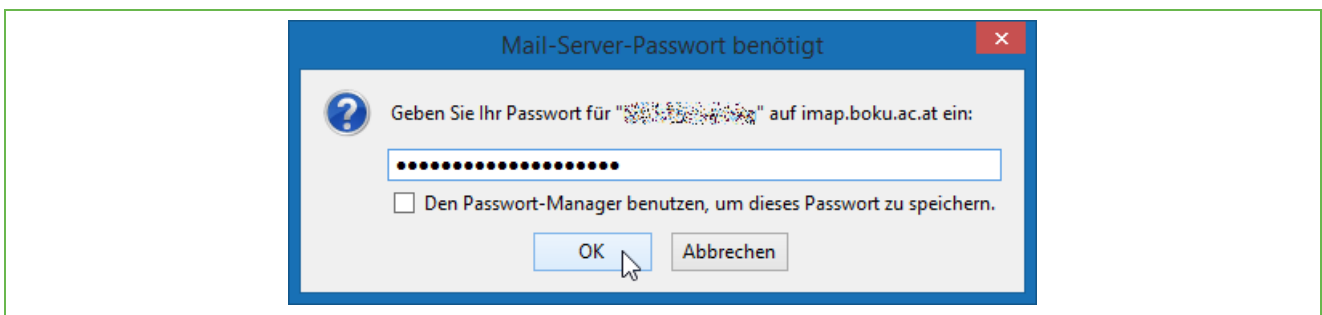 Mail-Server-Passwort benötigt
Geben Sie Ihr Passwort für "" auf imap.boku.ac.at ein:
Den Passwort-Manager benutzen, um dieses Passwort zu speichern.
OK Abbrechen